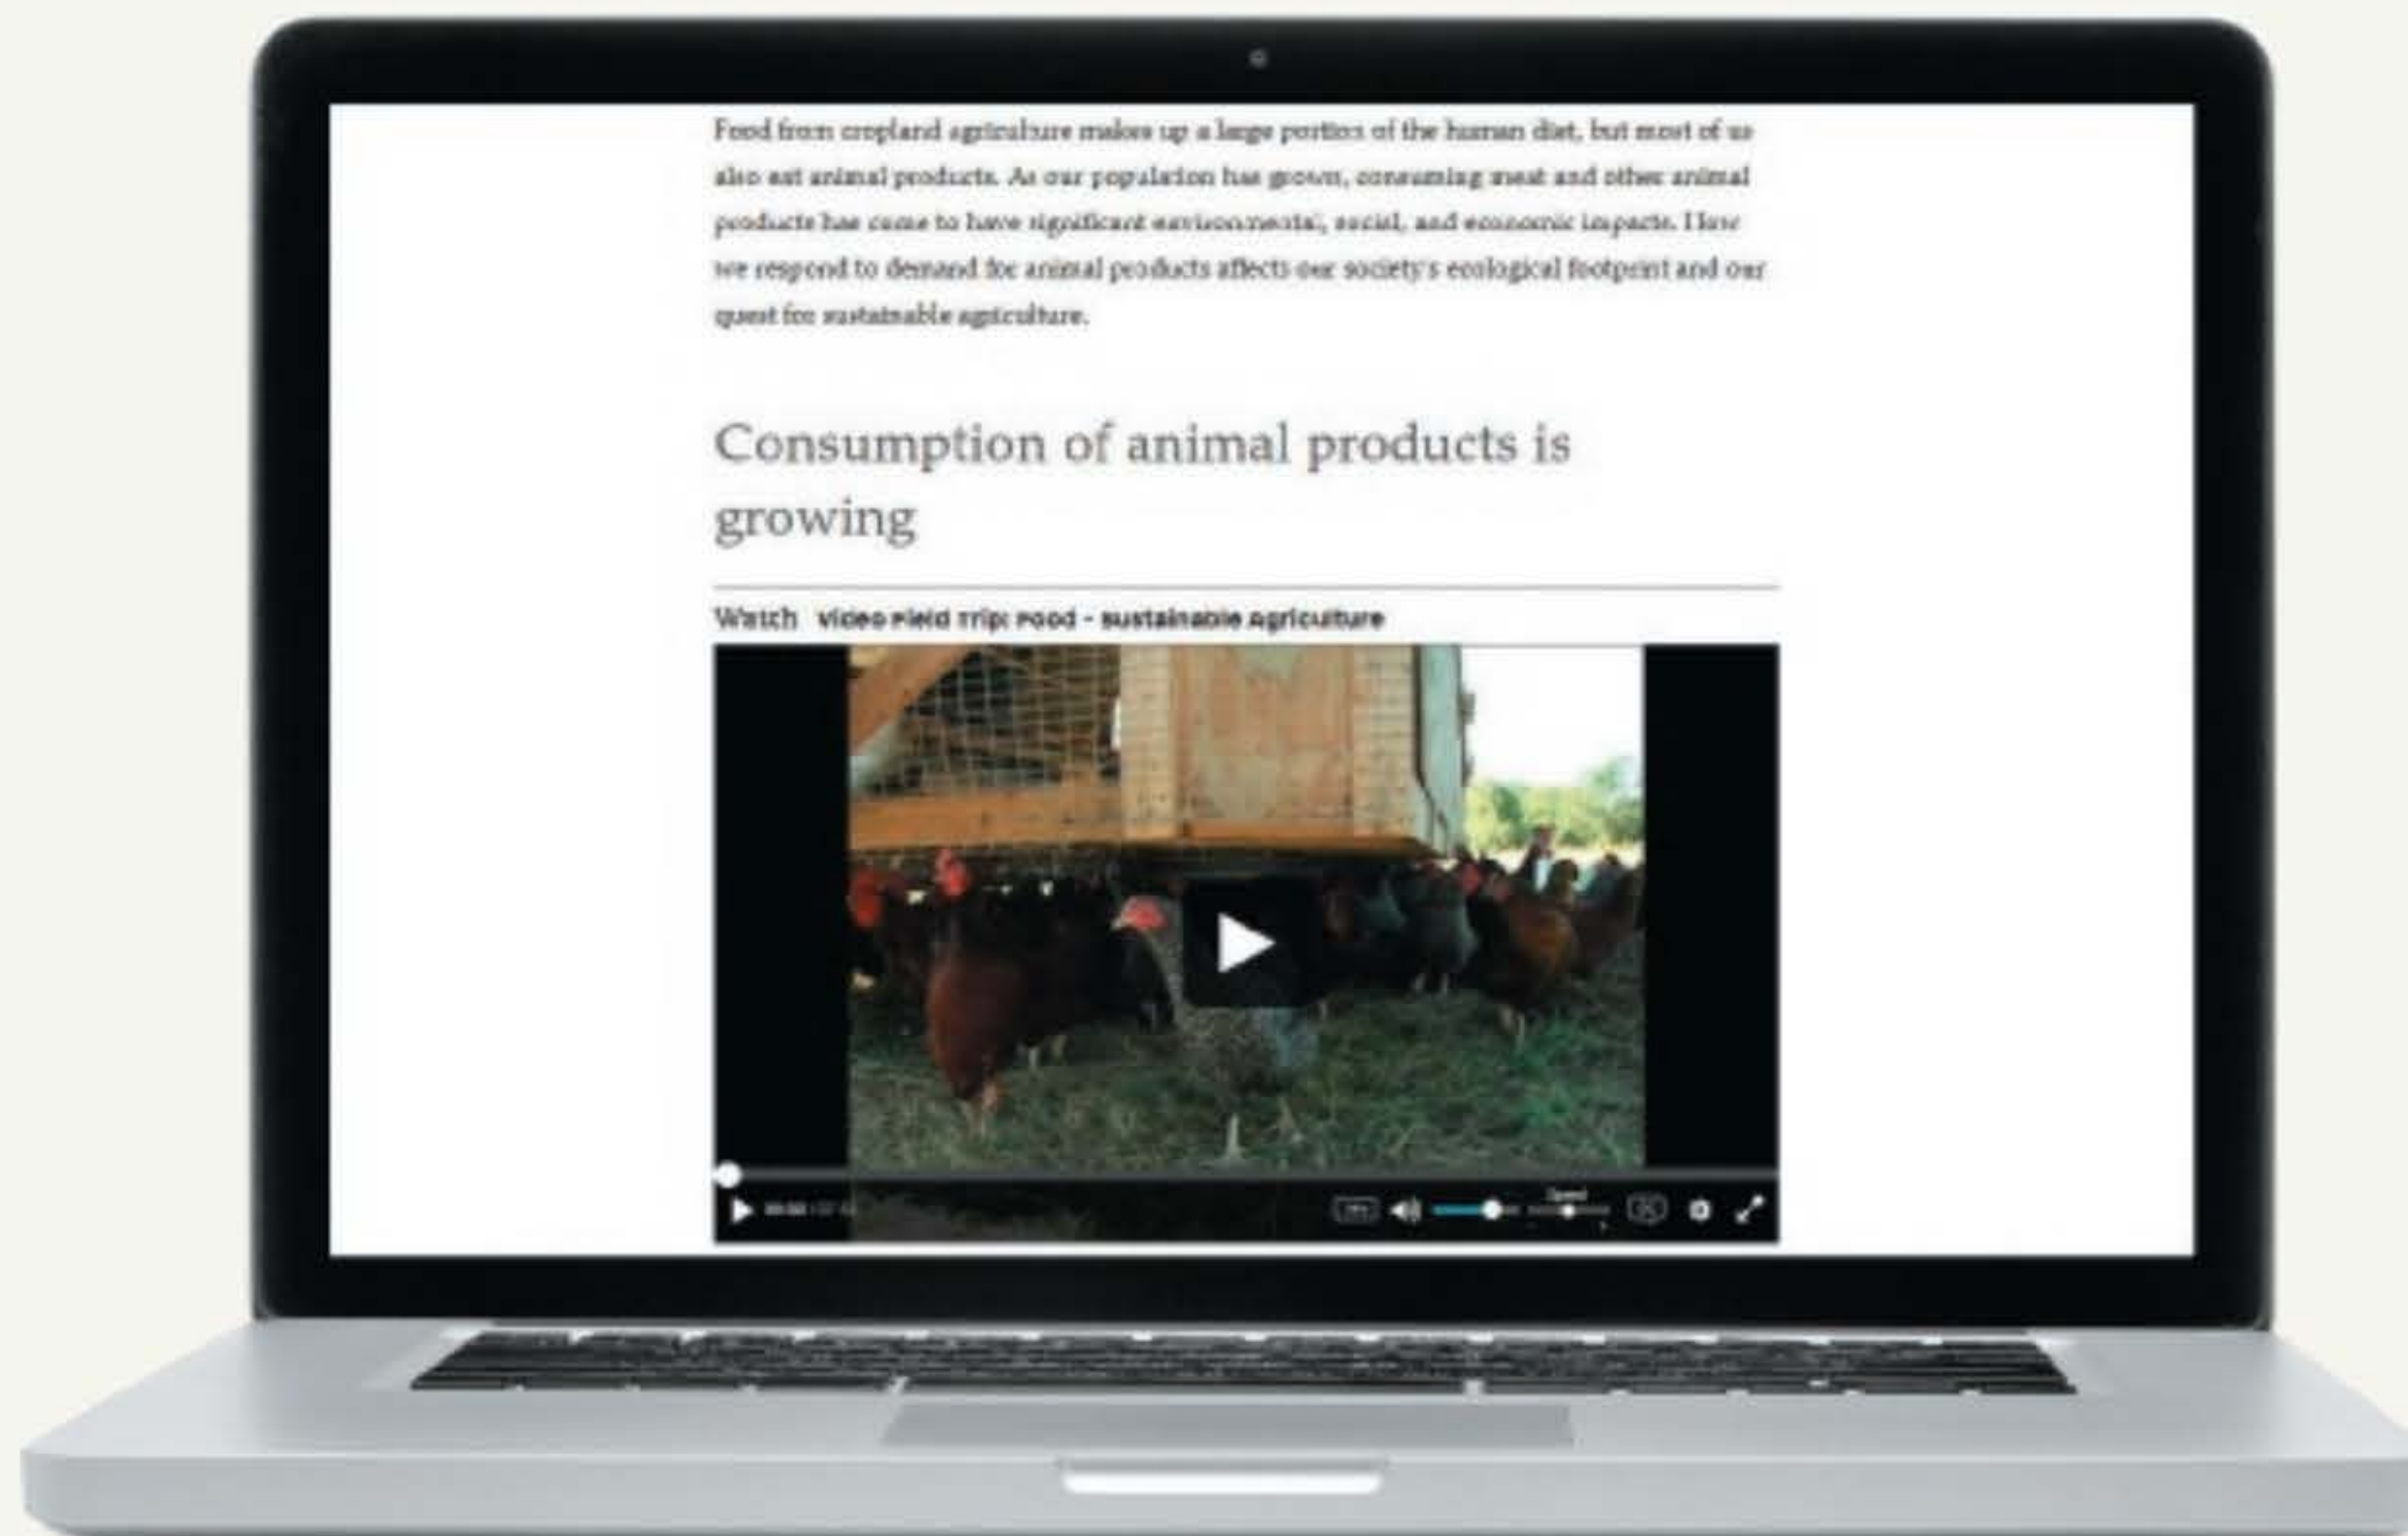 Food from cropland agriculture makes up a large portion of the human diet, but most of us
also eat animal products. As our population has grown, consuming meat and other animal
products has come to have significant environmental, social, and economic impacts. How
we respond to demand for animal products affects our society's ecological footprint and our
quest for sustainable agriculture.
Consumption of animal products is
growing
Watch Video Field Trip: Food - Sustainable Agriculture
Speed